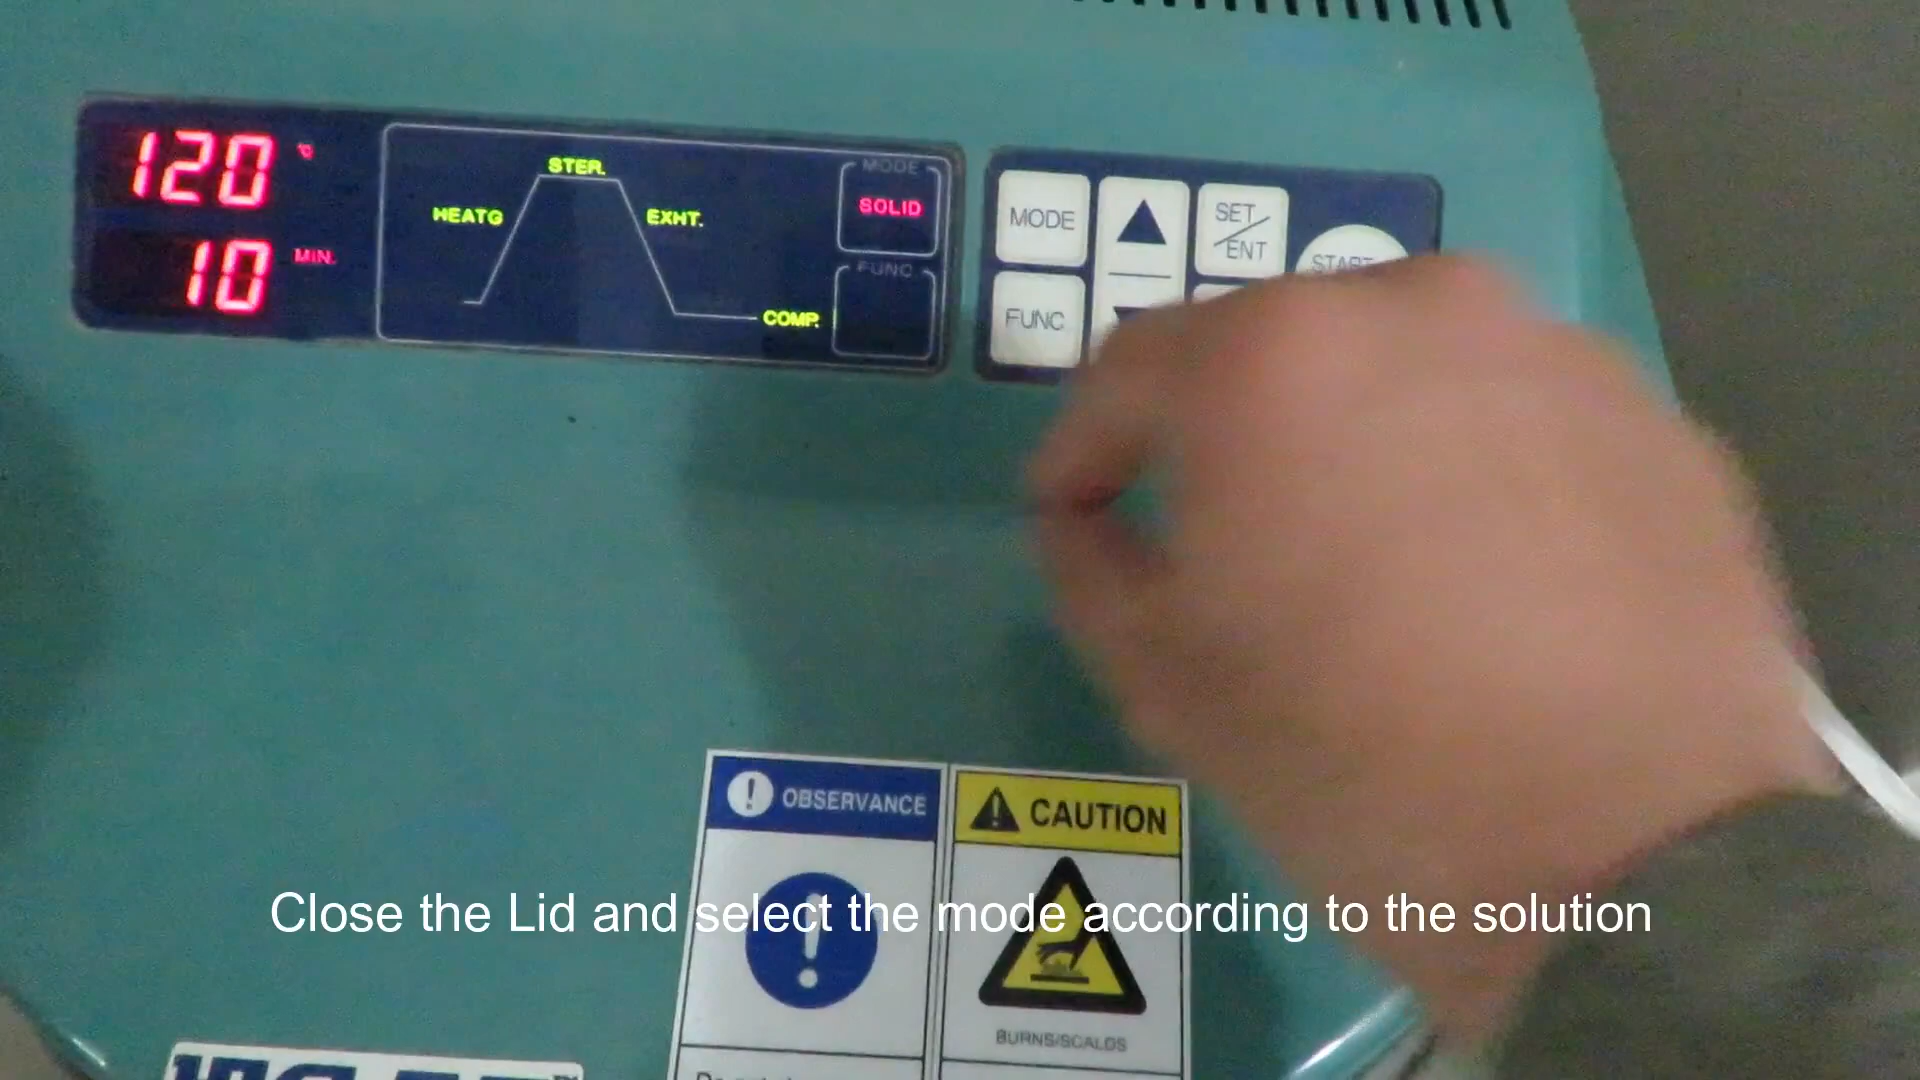 120 °C
10 MIN.
HEATG
STER.
EXHT.
COMP.
MODE
SOLID
FUNC
MODE
SET/ENT
START
FUNC
OBSERVANCE
CAUTION
Close the Lid and select the mode according to the solution
BURNS/SCALDS